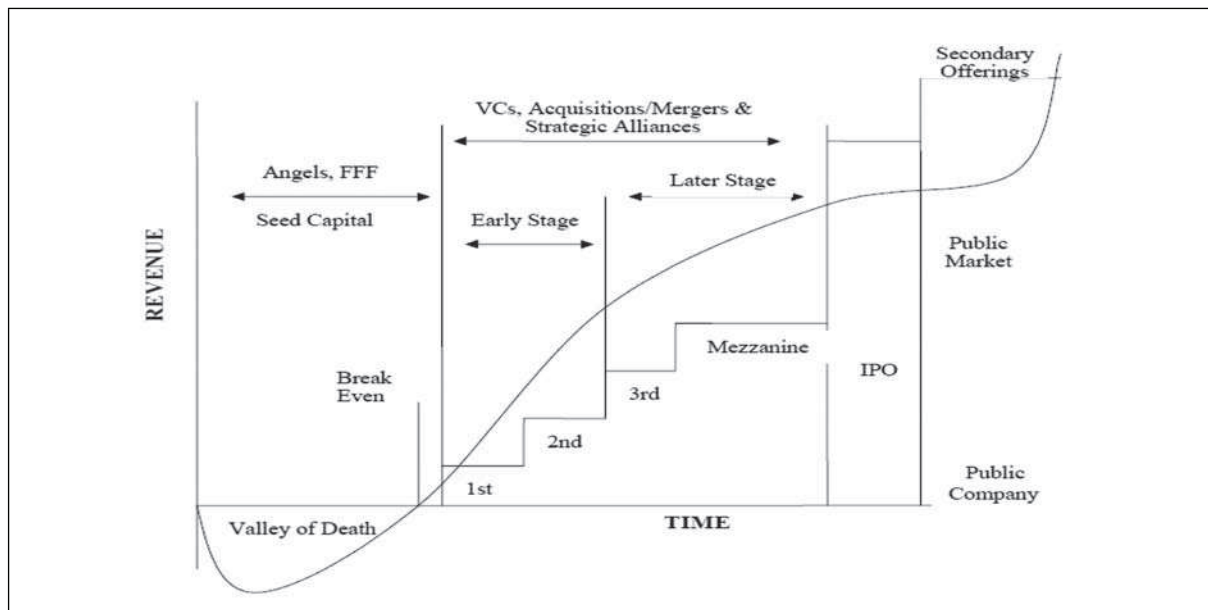 Secondary
Offerings
VCs, Acquisitions/Mergers &
Strategic Alliances
Angels, FFF
Seed Capital
Later Stage
Early Stage
REVENUE
Public
Market
Mezzanine
IPO
Break
Even
3rd
2nd
1st
Public
Company
Valley of Death
TIME